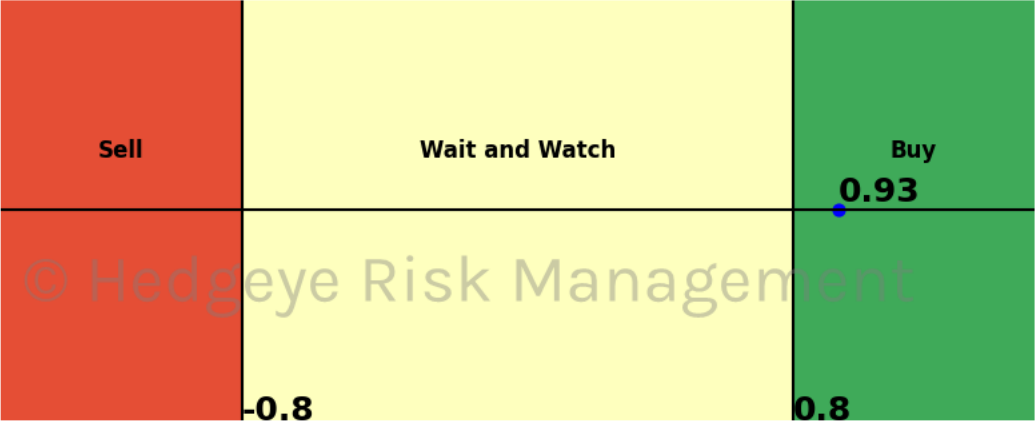 Sell
Wait and Watch
Buy
0.93
© Hedgeye Risk Management
-0.8
0.8